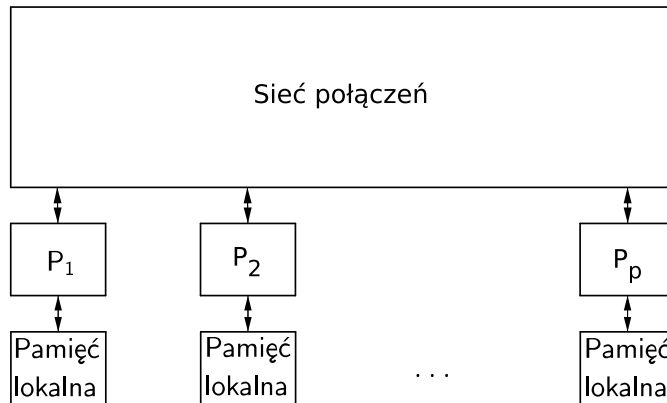 Sieć połączeń
P1 P2 Pp
Pamięć Pamięć Pamięć
lokalna lokalna . . . lokalna